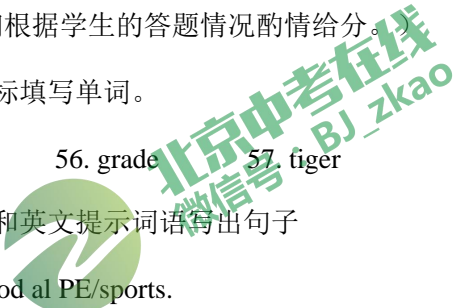 根据学生的答题情况酌情给分。）
标填写单词。
56. grade 57. tiger
和英文提示词语写出句子
od al PE/sports.
北京中考在线
微信号：BJ_zkao